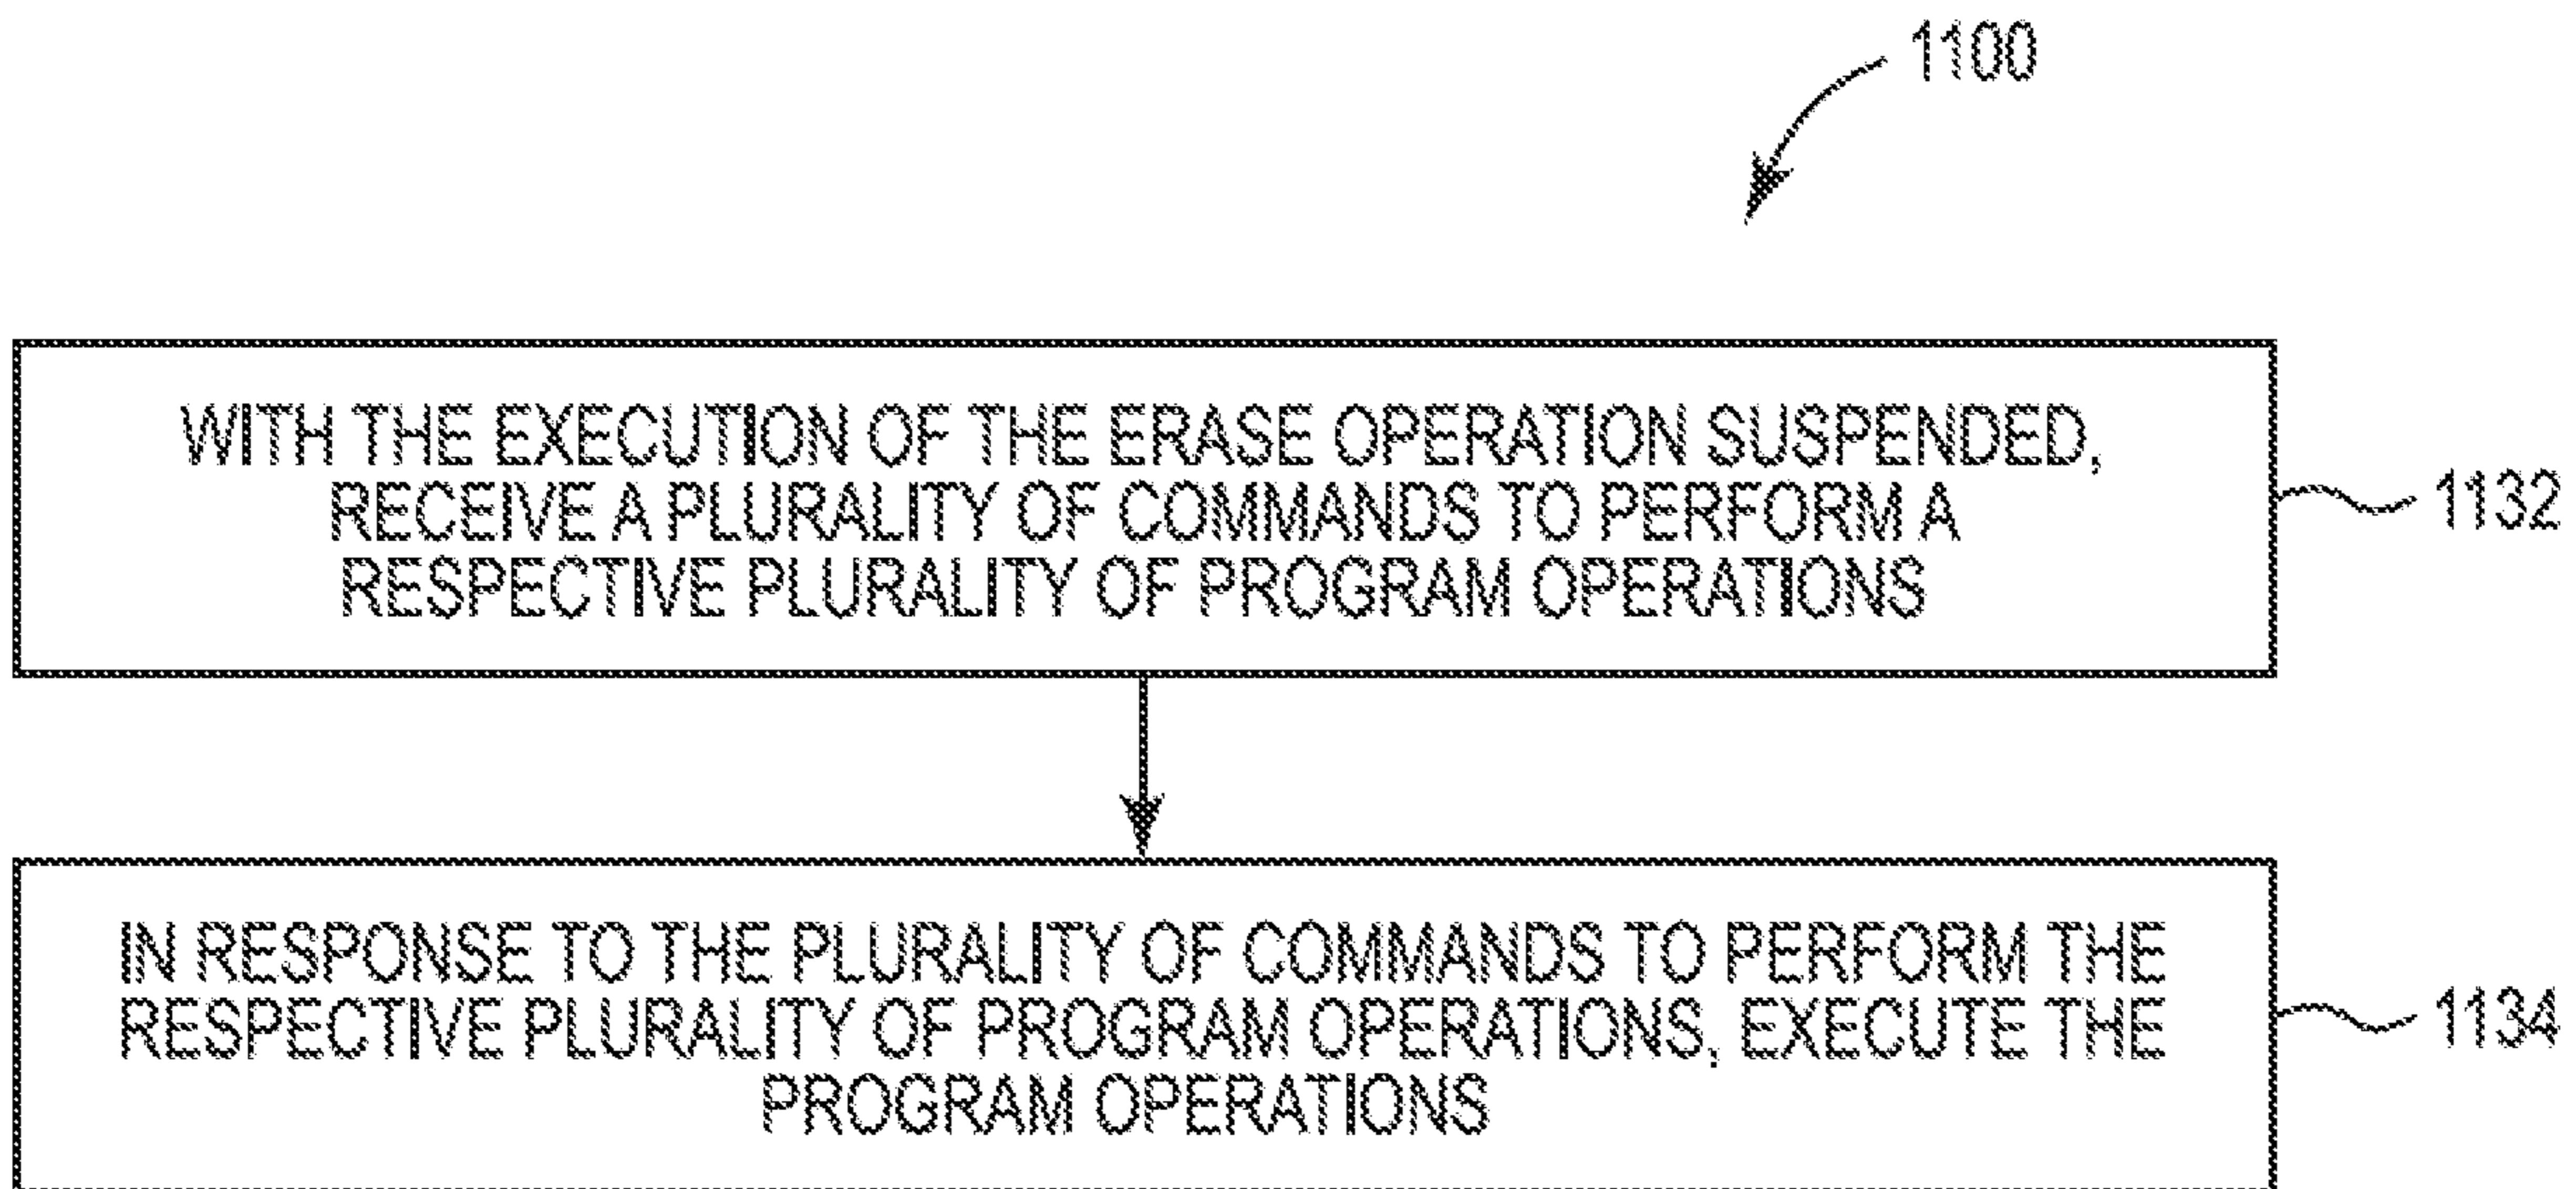 1100
WITH THE EXECUTION OF THE ERASE OPERATION SUSPENDED,
RECEIVE A PLURALITY OF COMMANDS TO PERFORM A
RESPECTIVE PLURALITY OF PROGRAM OPERATIONS
1132
IN RESPONSE TO THE PLURALITY OF COMMANDS TO PERFORM THE
RESPECTIVE PLURALITY OF PROGRAM OPERATIONS, EXECUTE THE
PROGRAM OPERATIONS
1134